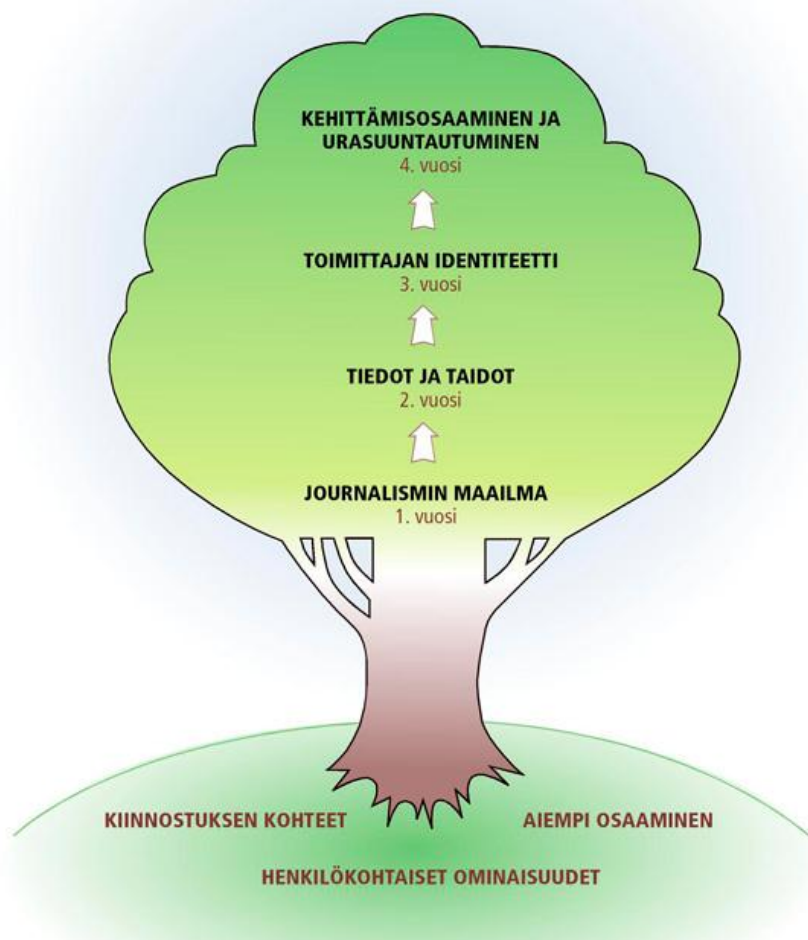 KEHITTÄMISOSAAMINEN JA
URASUUNTAUTUMINEN
4. vuosi
TOIMITTAJAN IDENTITEETTI
3. vuosi
TIEDOT JA TAIDOT
2. vuosi
JOURNALISMIN MAAILMA
1. vuosi
KIINNOSTUKSEN KOHTEET
AIEMPI OSAAMINEN
HENKILÖKOHTAISET OMINAISUUDET